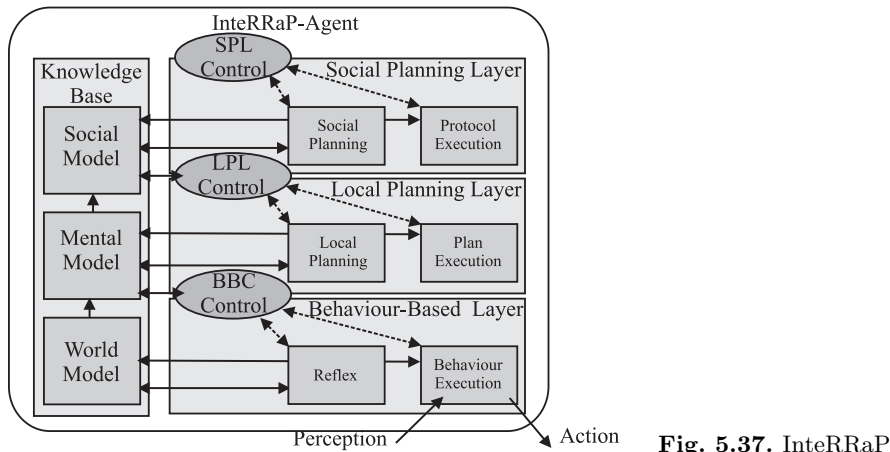 InteRRaP-Agent
SPL
Control
Social Planning Layer
Knowledge
Base
Social
Model
Social
Planning
Protocol
Execution
LPL
Control
Local Planning Layer
Mental
Model
Local
Planning
Plan
Execution
BBC
Control
Behaviour-Based Layer
World
Model
Reflex
Behaviour
Execution
Perception
Action
Fig. 5.37. InteRRaP